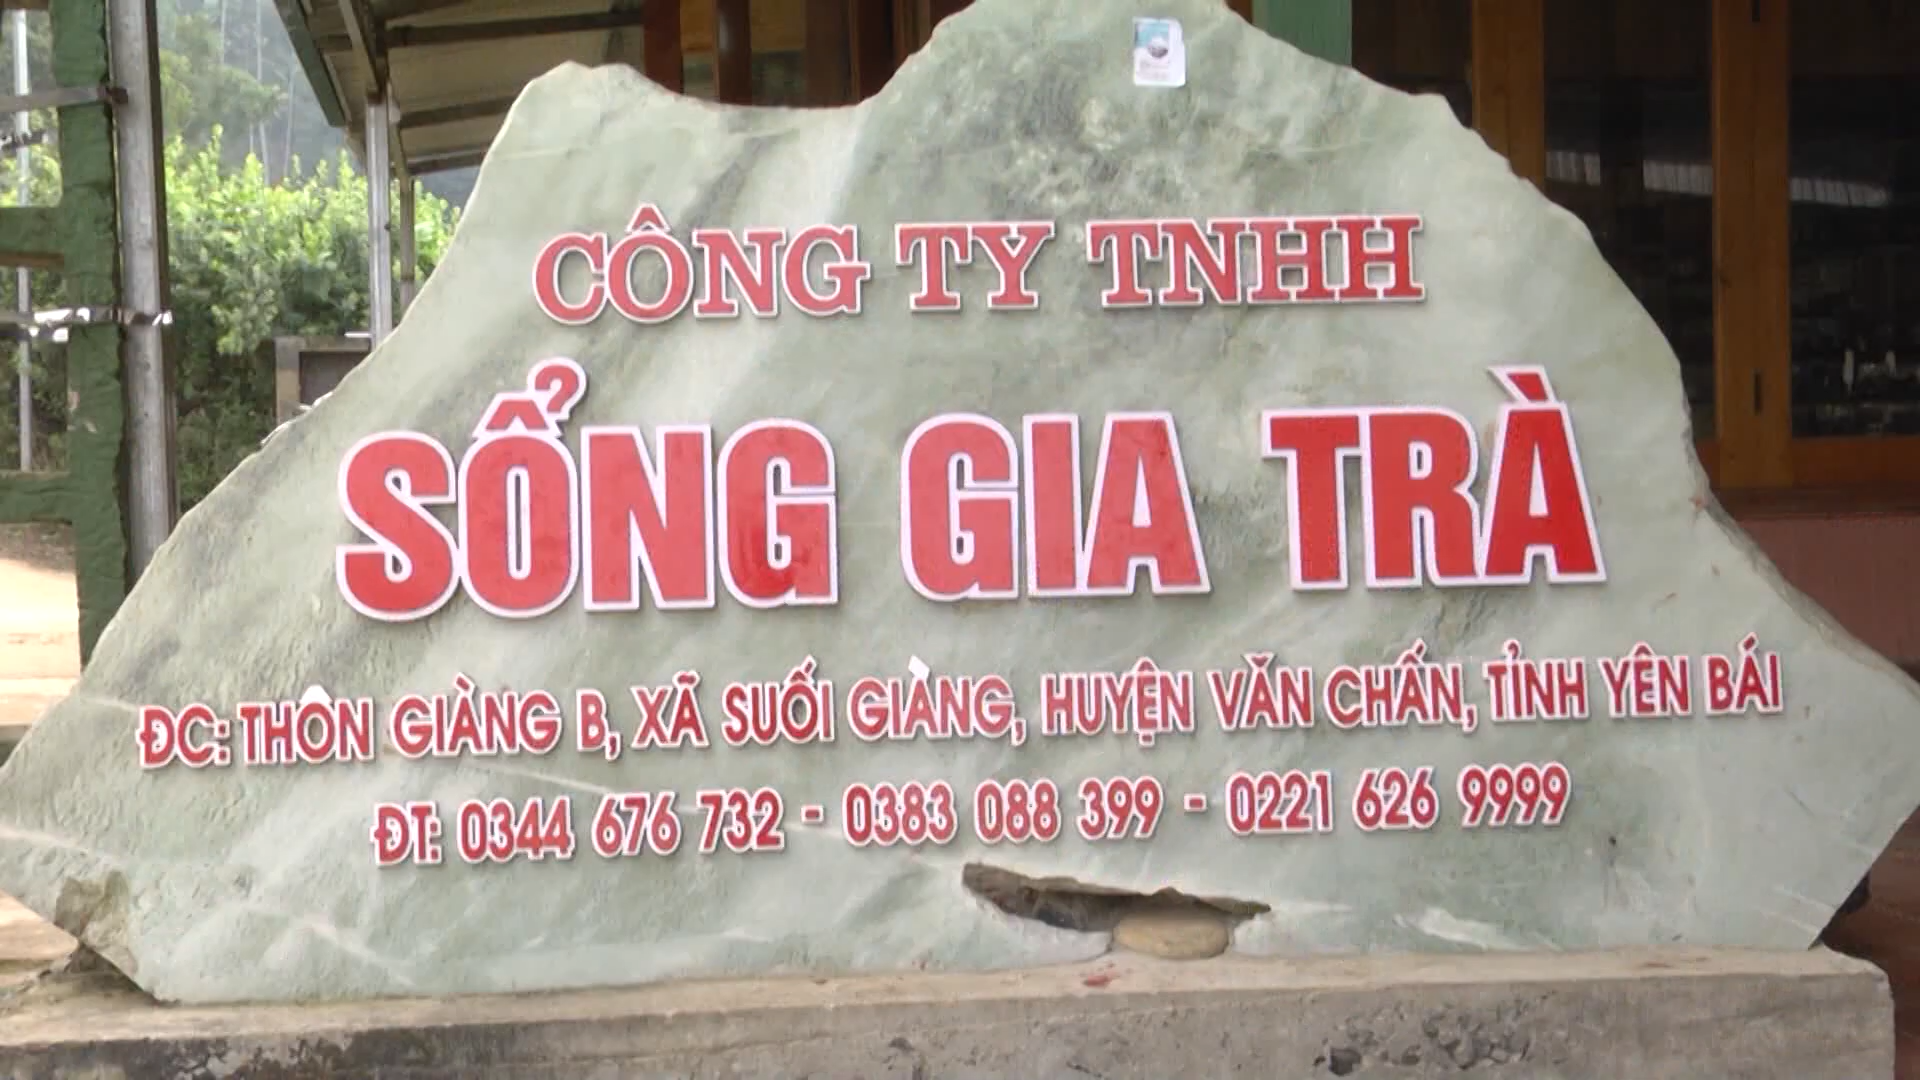 CÔNG TY TNHH
SỔNG GIA TRÀ
ĐC: THÔN GIÀNG B, XÃ SUỐI GIÀNG, HUYỆN VĂN CHẤN, TỈNH YÊN BÁI
ĐT: 0344 676 732 - 0383 088 399 - 0221 626 9999